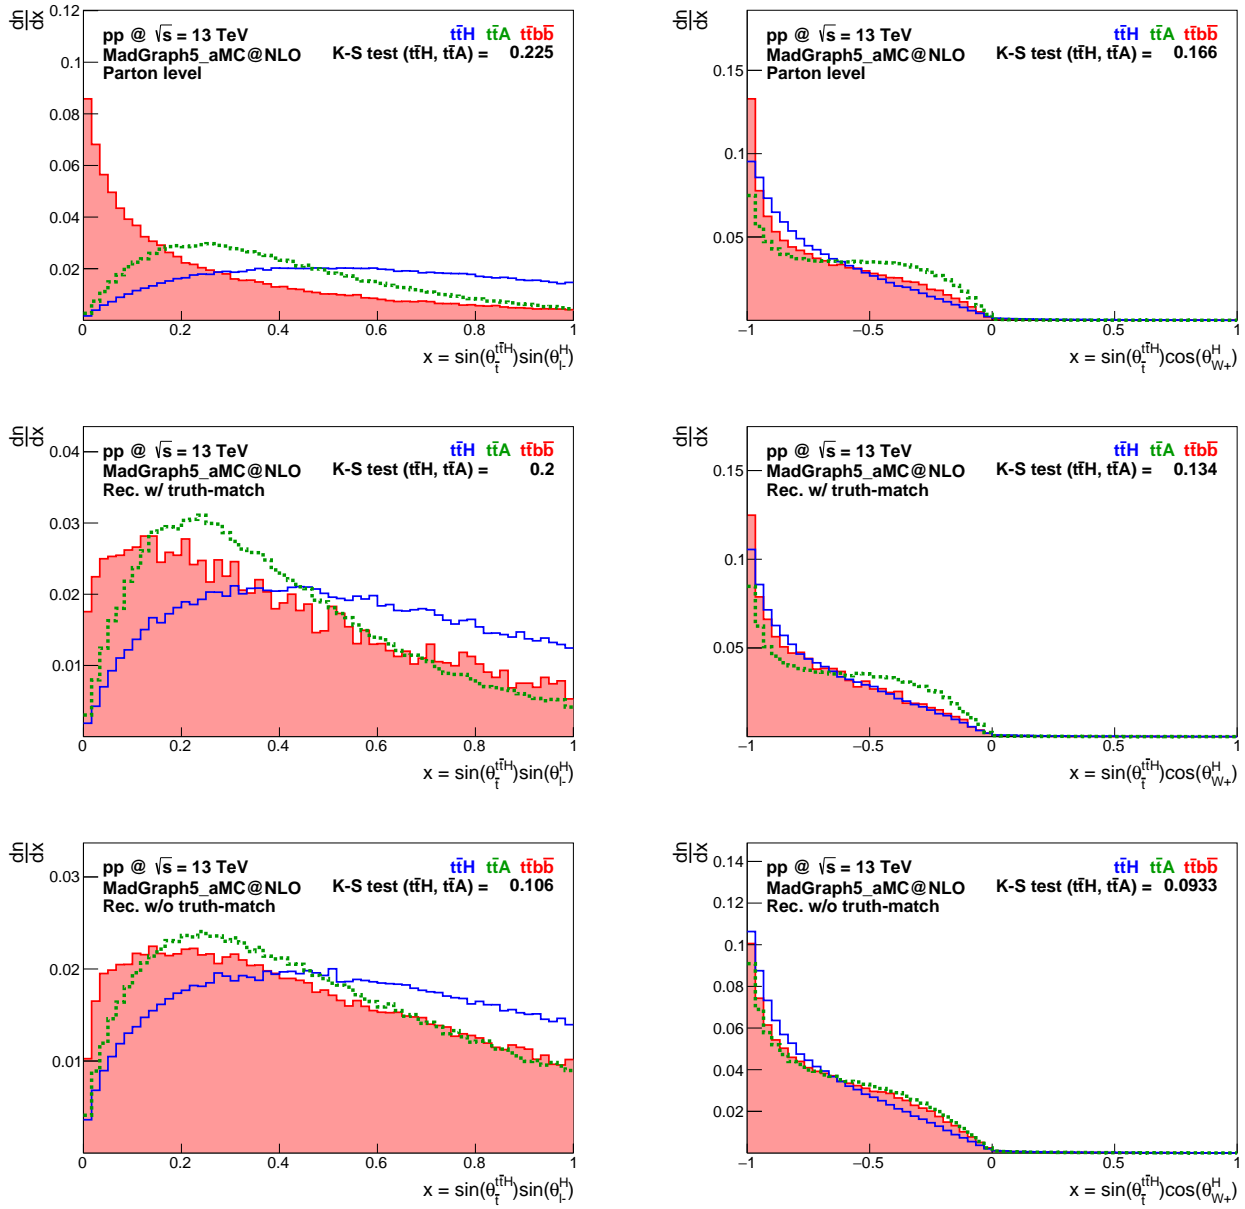 dn/dx
0.12
0.1
0.08
0.06
0.04
0.02
pp @ √s = 13 TeV
MadGraph5_aMC@NLO
Parton level
tt̄H tt̄A tt̄bb̄
K-S test (tt̄H, tt̄A) = 0.225
0 0.2 0.4 0.6 0.8 1
x = sin(θ_t̄^tt̄H)sin(θ_l-^H)
dn/dx
0.15
0.1
0.05
pp @ √s = 13 TeV
MadGraph5_aMC@NLO
Parton level
tt̄H tt̄A tt̄bb̄
K-S test (tt̄H, tt̄A) = 0.166
−1 −0.5 0 0.5 1
x = sin(θ_t̄^tt̄H)cos(θ_W+^H)
dn/dx
0.04
0.03
0.02
0.01
pp @ √s = 13 TeV
MadGraph5_aMC@NLO
Rec. w/ truth-match
tt̄H tt̄A tt̄bb̄
K-S test (tt̄H, tt̄A) = 0.2
0 0.2 0.4 0.6 0.8 1
x = sin(θ_t̄^tt̄H)sin(θ_l-^H)
dn/dx
0.15
0.1
0.05
pp @ √s = 13 TeV
MadGraph5_aMC@NLO
Rec. w/ truth-match
tt̄H tt̄A tt̄bb̄
K-S test (tt̄H, tt̄A) = 0.134
−1 −0.5 0 0.5 1
x = sin(θ_t̄^tt̄H)cos(θ_W+^H)
dn/dx
0.03
0.02
0.01
pp @ √s = 13 TeV
MadGraph5_aMC@NLO
Rec. w/o truth-match
tt̄H tt̄A tt̄bb̄
K-S test (tt̄H, tt̄A) = 0.106
0 0.2 0.4 0.6 0.8 1
x = sin(θ_t̄^tt̄H)sin(θ_l-^H)
dn/dx
0.14
0.12
0.1
0.08
0.06
0.04
0.02
pp @ √s = 13 TeV
MadGraph5_aMC@NLO
Rec. w/o truth-match
tt̄H tt̄A tt̄bb̄
K-S test (tt̄H, tt̄A) = 0.0933
−1 −0.5 0 0.5 1
x = sin(θ_t̄^tt̄H)cos(θ_W+^H)